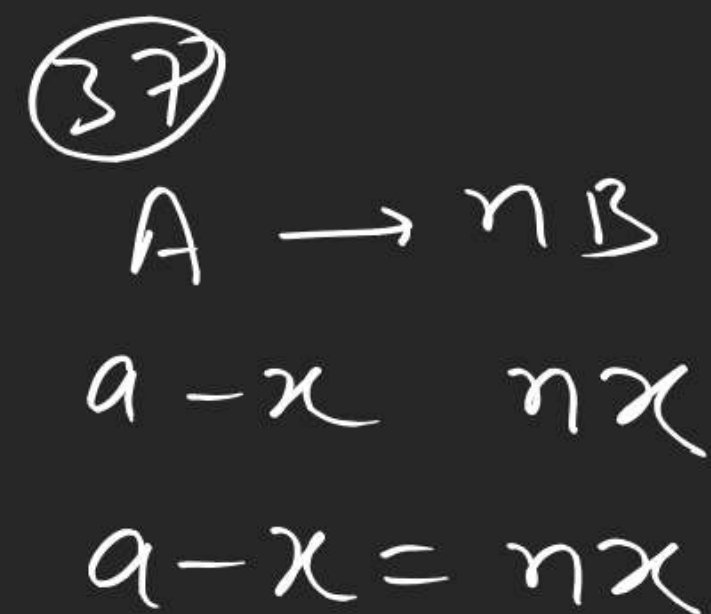 37
A → nB
a - x nx
a - x = nx